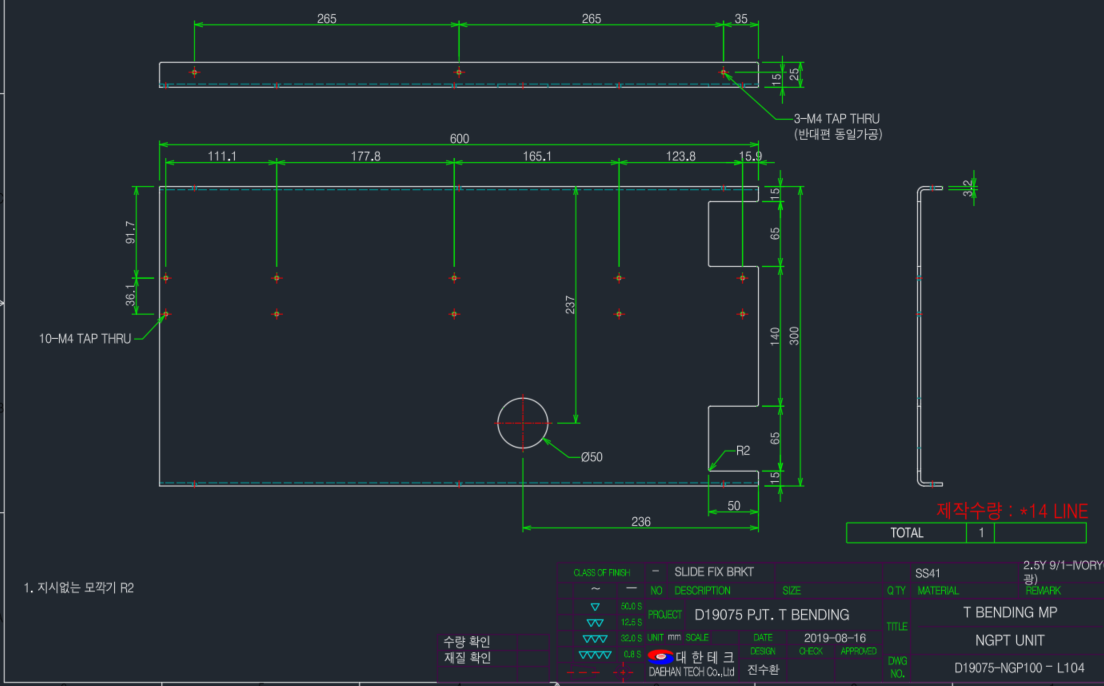 265
265
35
15
25
3-M4 TAP THRU
(반대편 동일가공)
600
111.1
177.8
165.1
123.8
15.9
15
3.2
91.7
65
36.1
237
140
300
10-M4 TAP THRU
65
Ø50
R2
15
50
236
제작수량 : *14 LINE
TOTAL 1
1. 지시없는 모깍기 R2
CLASS OF FINISH
~ –
50.0 S
12.5 S
32.0 S
0.8 S
– SLIDE FIX BRKT SS41 2.5Y 9/1-IVORY
광)
NO DESCRIPTION SIZE Q'TY MATERIAL REMARK
PROJECT D19075 PJT. T BENDING
TITLE T BENDING MP
NGPT UNIT
UNIT mm SCALE DATE 2019-08-16
DESIGN CHECK APPROVED
대 한 테 크
DAEHAN TECH Co.,Ltd 진수환
DWG NO. D19075-NGP100 - L104
수량 확인
재질 확인